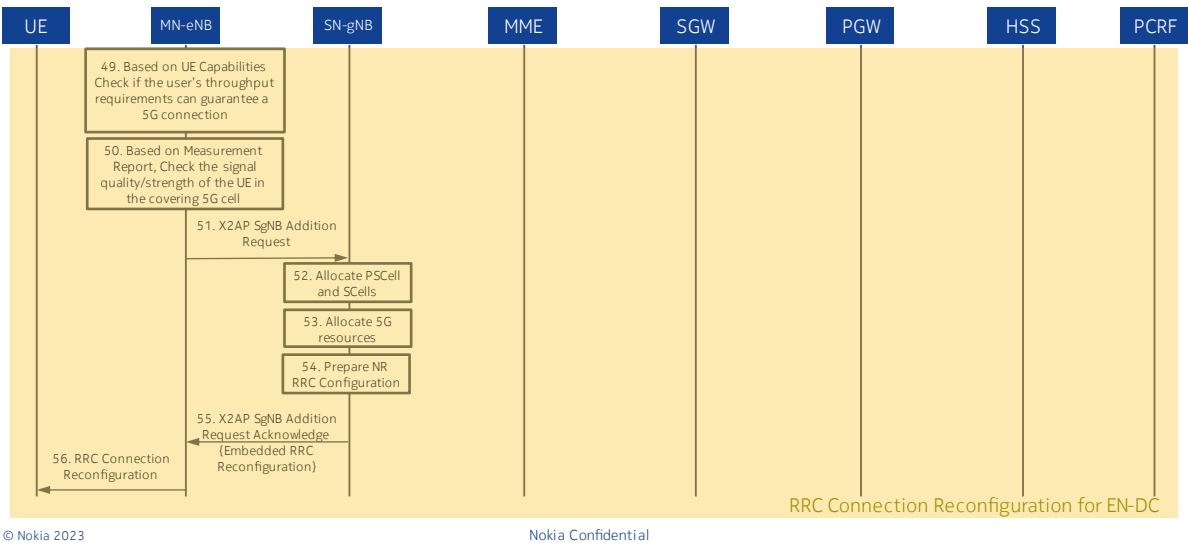 UE
MN-eNB
SN-gNB
MME
SGW
PGW
HSS
PCRF
49. Based on UE Capabilities
Check if the user's throughput
requirements can guarantee a
5G connection
50. Based on Measurement
Report, Check the signal
quality/strength of the UE in
the covering 5G cell
51. X2AP SgNB Addition
Request
52. Allocate PSCell
and SCells
53. Allocate 5G
resources
54. Prepare NR
RRC Configuration
55. X2AP SgNB Addition
Request Acknowledge
{Embedded RRC
Reconfiguration}
56. RRC Connection
Reconfiguration
RRC Connection Reconfiguration for EN-DC
© Nokia 2023
Nokia Confidential